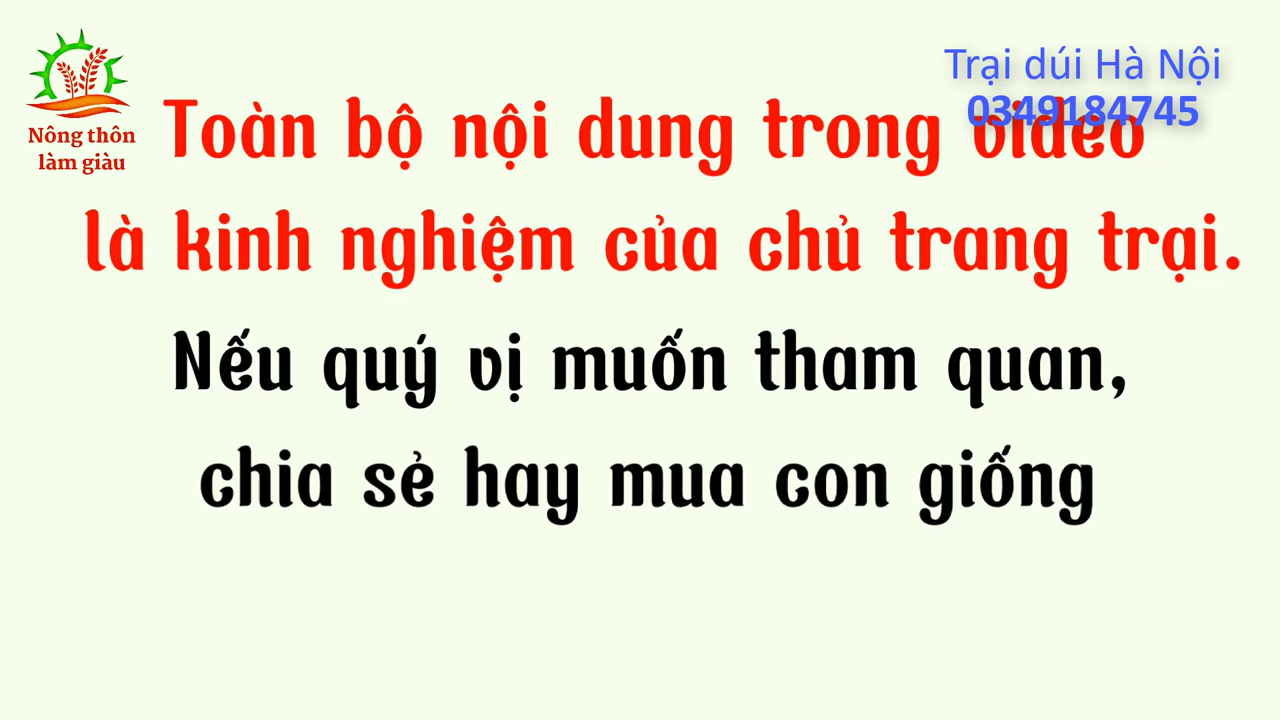 Nông thôn
làm giàu
Trại dúi Hà Nội
0349184745
Toàn bộ nội dung trong video
là kinh nghiệm của chủ trang trại.
Nếu quý vị muốn tham quan,
chia sẻ hay mua con giống